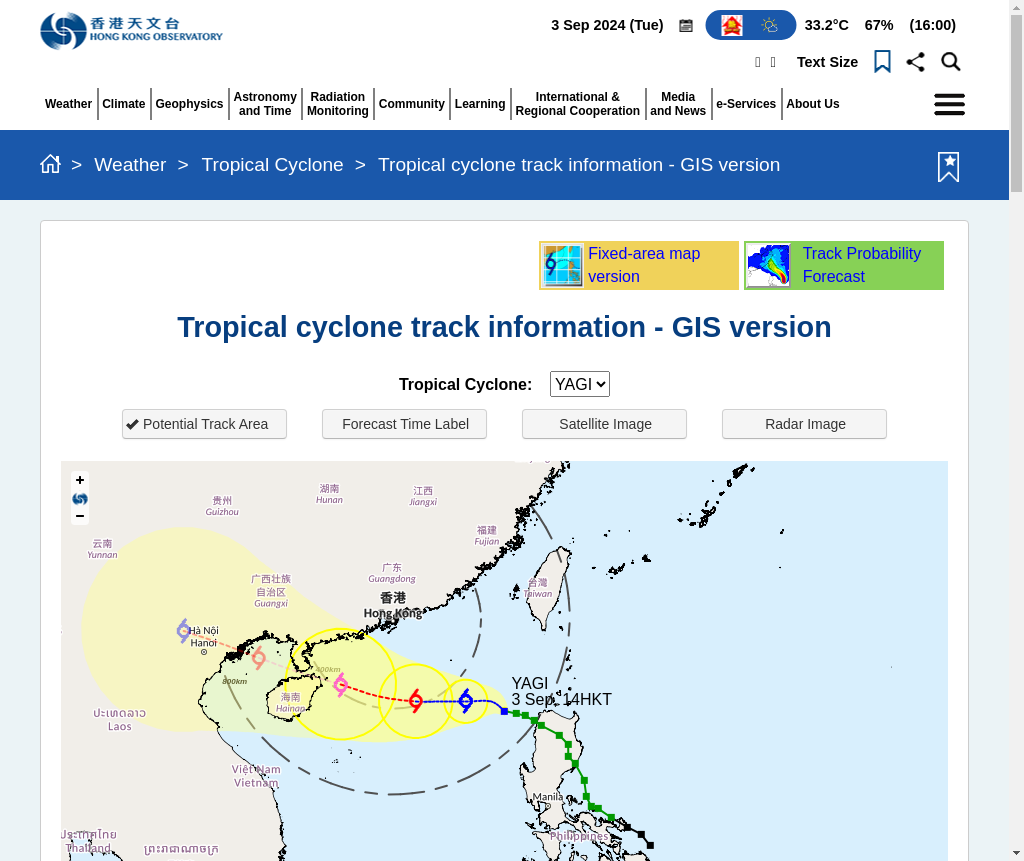 香港天文台
HONG KONG OBSERVATORY
3 Sep 2024 (Tue)
33.2°C 67% (16:00)
Text Size
Weather
Climate
Geophysics
Astronomy
and Time
Radiation
Monitoring
Community
Learning
International &
Regional Cooperation
Media
and News
e-Services
About Us
> Weather > Tropical Cyclone > Tropical cyclone track information - GIS version
Fixed-area map
version
Track Probability
Forecast
Tropical cyclone track information - GIS version
Tropical Cyclone: YAGI
Potential Track Area
Forecast Time Label
Satellite Image
Radar Image
+
−
贵州
Guizhou
湖南
Hunan
江西
Jiangxi
福建
Fujian
云南
Yunnan
广西壮族
自治区
Guangxi
广东
Guangdong
香港
Hong Kong
台灣
Taiwan
Hà Nội
Hanoi
400km
800km
海南
Hainan
YAGI
3 Sep, 14HKT
ປະເທດລາວ
Laos
Việt Nam
Vietnam
Manila
Philippines
ประเทศไทย
Thailand
ព្រះរាជាណាចក្រ